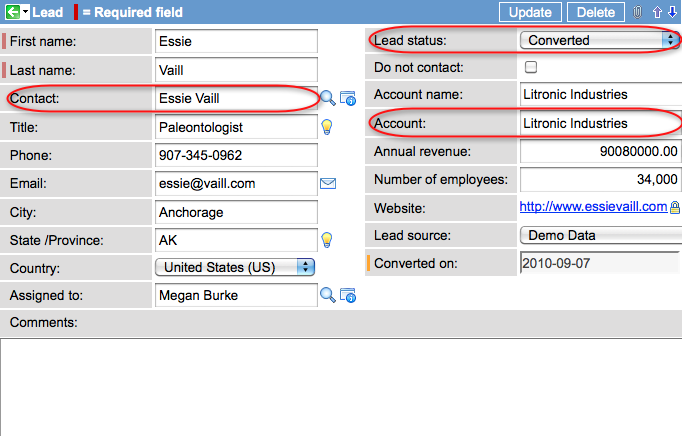 Lead = Required field Update Delete
First name: Essie
Last name: Vaill
Contact: Essie Vaill
Title: Paleontologist
Phone: 907-345-0962
Email: essie@vaill.com
City: Anchorage
State /Province: AK
Country: United States (US)
Assigned to: Megan Burke
Lead status: Converted
Do not contact:
Account name: Litronic Industries
Account: Litronic Industries
Annual revenue: 90080000.00
Number of employees: 34,000
Website: http://www.essievaill.com
Lead source: Demo Data
Converted on: 2010-09-07
Comments: